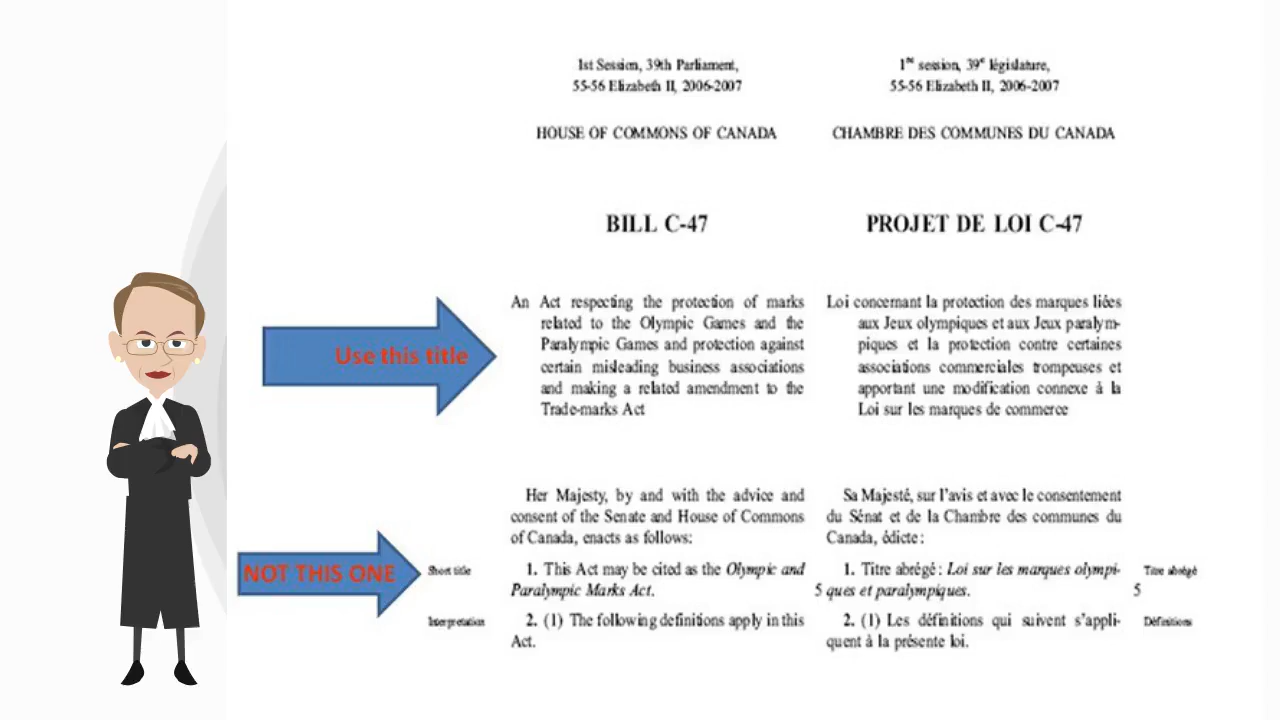 1st Session, 39th Parliament,
55-56 Elizabeth II, 2006-2007
HOUSE OF COMMONS OF CANADA
BILL C-47
An Act respecting the protection of marks
related to the Olympic Games and the
Paralympic Games and protection against
certain misleading business associations
and making a related amendment to the
Trade-marks Act
Her Majesty, by and with the advice and
consent of the Senate and House of Commons
of Canada, enacts as follows:
1. This Act may be cited as the Olympic and
Paralympic Marks Act.
2. (1) The following definitions apply in this
Act.
1re session, 39e législature,
55-56 Elizabeth II, 2006-2007
CHAMBRE DES COMMUNES DU CANADA
PROJET DE LOI C-47
Loi concernant la protection des marques liées
aux Jeux olympiques et aux Jeux paralym-
piques et la protection contre certaines
associations commerciales trompeuses et
apportant une modification connexe à la
Loi sur les marques de commerce
Sa Majesté, sur l'avis et avec le consentement
du Sénat et de la Chambre des communes du
Canada, édicte :
1. Titre abrégé : Loi sur les marques olympi-
5 ques et paralympiques.
2. (1) Les définitions qui suivent s'appli-
quent à la présente loi.
Use this title
NOT THIS ONE
Short title
Interpretation
Titre abrégé
5
Définitions